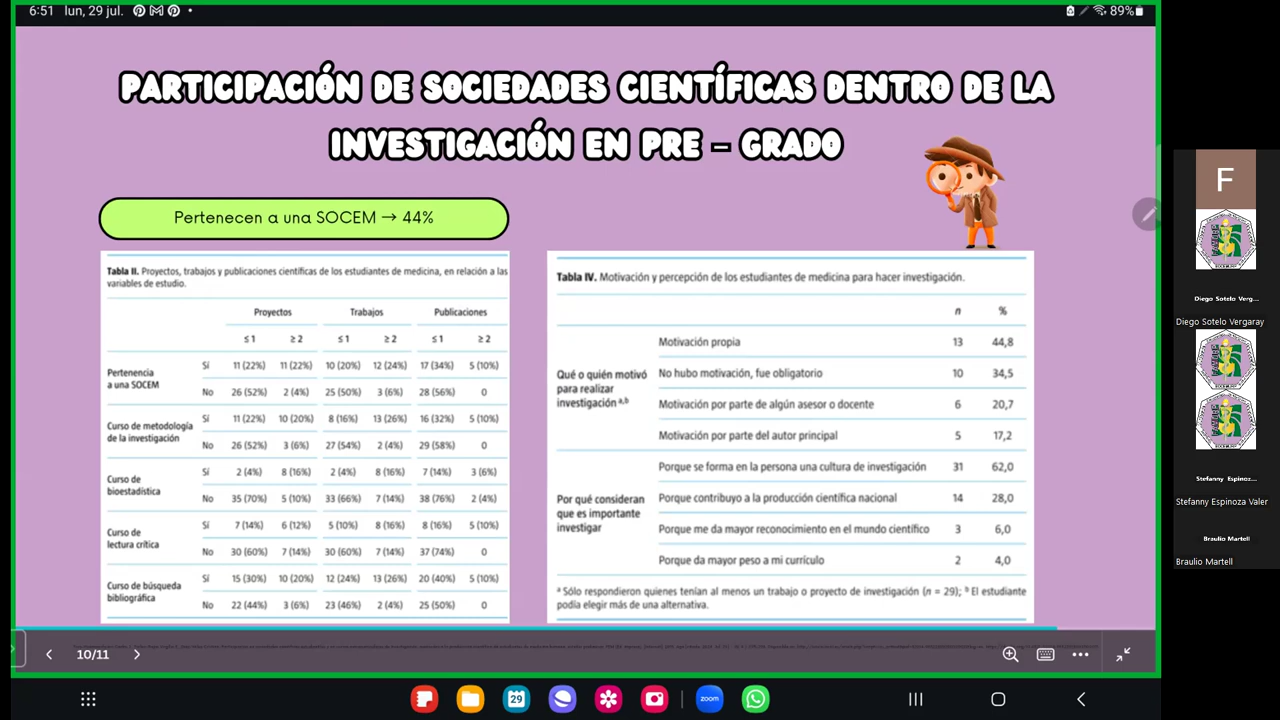 6:51 lun, 29 jul.
89%
PARTICIPACIÓN DE SOCIEDADES CIENTÍFICAS DENTRO DE LA
INVESTIGACIÓN EN PRE – GRADO
Pertenecen a una SOCEM → 44%
Tabla II. Proyectos, trabajos y publicaciones científicas de los estudiantes de medicina, en relación a las
variables de estudio.
Proyectos Trabajos Publicaciones
≤ 1 ≥ 2 ≤ 1 ≥ 2 ≤ 1 ≥ 2
Pertenencia
a una SOCEM
Sí 11 (22%) 11 (22%) 10 (20%) 12 (24%) 17 (34%) 5 (10%)
No 26 (52%) 2 (4%) 25 (50%) 3 (6%) 28 (56%) 0
Curso de metodología
de la investigación
Sí 11 (22%) 10 (20%) 8 (16%) 13 (26%) 16 (32%) 5 (10%)
No 26 (52%) 3 (6%) 27 (54%) 2 (4%) 29 (58%) 0
Curso de
bioestadística
Sí 2 (4%) 8 (16%) 2 (4%) 8 (16%) 7 (14%) 3 (6%)
No 35 (70%) 5 (10%) 33 (66%) 7 (14%) 38 (76%) 2 (4%)
Curso de
lectura crítica
Sí 7 (14%) 6 (12%) 5 (10%) 8 (16%) 8 (16%) 5 (10%)
No 30 (60%) 7 (14%) 30 (60%) 7 (14%) 37 (74%) 0
Curso de búsqueda
bibliográfica
Sí 15 (30%) 10 (20%) 12 (24%) 13 (26%) 20 (40%) 5 (10%)
No 22 (44%) 3 (6%) 23 (46%) 2 (4%) 25 (50%) 0
Tabla IV. Motivación y percepción de los estudiantes de medicina para hacer investigación.
n %
Qué o quién motivó
para realizar
investigación a,b
Motivación propia 13 44,8
No hubo motivación, fue obligatorio 10 34,5
Motivación por parte de algún asesor o docente 6 20,7
Motivación por parte del autor principal 5 17,2
Por qué consideran
que es importante
investigar
Porque se forma en la persona una cultura de investigación 31 62,0
Porque contribuyo a la producción científica nacional 14 28,0
Porque me da mayor reconocimiento en el mundo científico 3 6,0
Porque da mayor peso a mi currículo 2 4,0
a Sólo respondieron quienes tenían al menos un trabajo o proyecto de investigación (n = 29); b El estudiante
podía elegir más de una alternativa.
10/11
29
zoom
F
Diego Sotelo Verg...
Diego Sotelo Vergaray
Stefanny Espinoz...
Stefanny Espinoza Valer
Braulio Martell
Braulio Martell